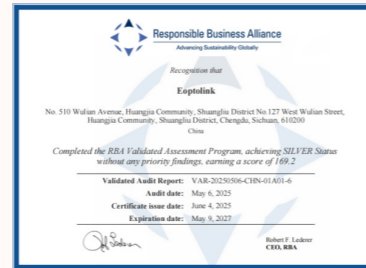 Responsible Business Alliance
Advancing Sustainability Globally
Recognition that
Eoptolink
No. 510 Wulian Avenue, Huangjia Community, Shuangliu District No.127 West Wulian Street,
Huangjia Community, Shuangliu District, Chengdu, Sichuan, 610200
China
Completed the RBA Validated Assessment Program, achieving SILVER Status
without any priority findings, earning a score of 169.2
Validated Audit Report: VAR-20250506-CHN-01A01-6
Audit date: May 6, 2025
Certificate issue date: June 4, 2025
Expiration date: May 9, 2027
Robert F. Lederer
CEO, RBA